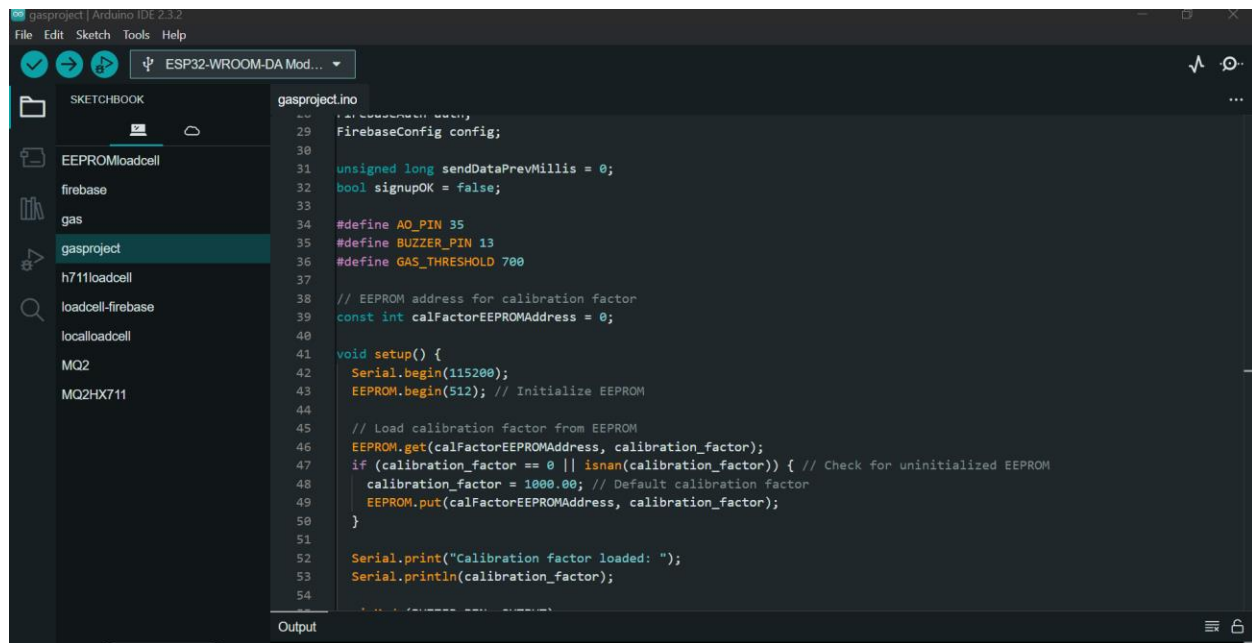 gasproject | Arduino IDE 2.3.2
File Edit Sketch Tools Help
ESP32-WROOM-DA Mod...
SKETCHBOOK
EEPROMloadcell
firebase
gas
gasproject
h711loadcell
loadcell-firebase
localloadcell
MQ2
MQ2HX711
gasproject.ino
29 FirebaseConfig config;
30
31 unsigned long sendDataPrevMillis = 0;
32 bool signupOK = false;
33
34 #define AO_PIN 35
35 #define BUZZER_PIN 13
36 #define GAS_THRESHOLD 700
37
38 // EEPROM address for calibration factor
39 const int calFactorEEPROMAddress = 0;
40
41 void setup() {
42 Serial.begin(115200);
43 EEPROM.begin(512); // Initialize EEPROM
44
45 // Load calibration factor from EEPROM
46 EEPROM.get(calFactorEEPROMAddress, calibration_factor);
47 if (calibration_factor == 0 || isnan(calibration_factor)) { // Check for uninitialized EEPROM
48 calibration_factor = 1000.00; // Default calibration factor
49 EEPROM.put(calFactorEEPROMAddress, calibration_factor);
50 }
51
52 Serial.print("Calibration factor loaded: ");
53 Serial.println(calibration_factor);
54
Output